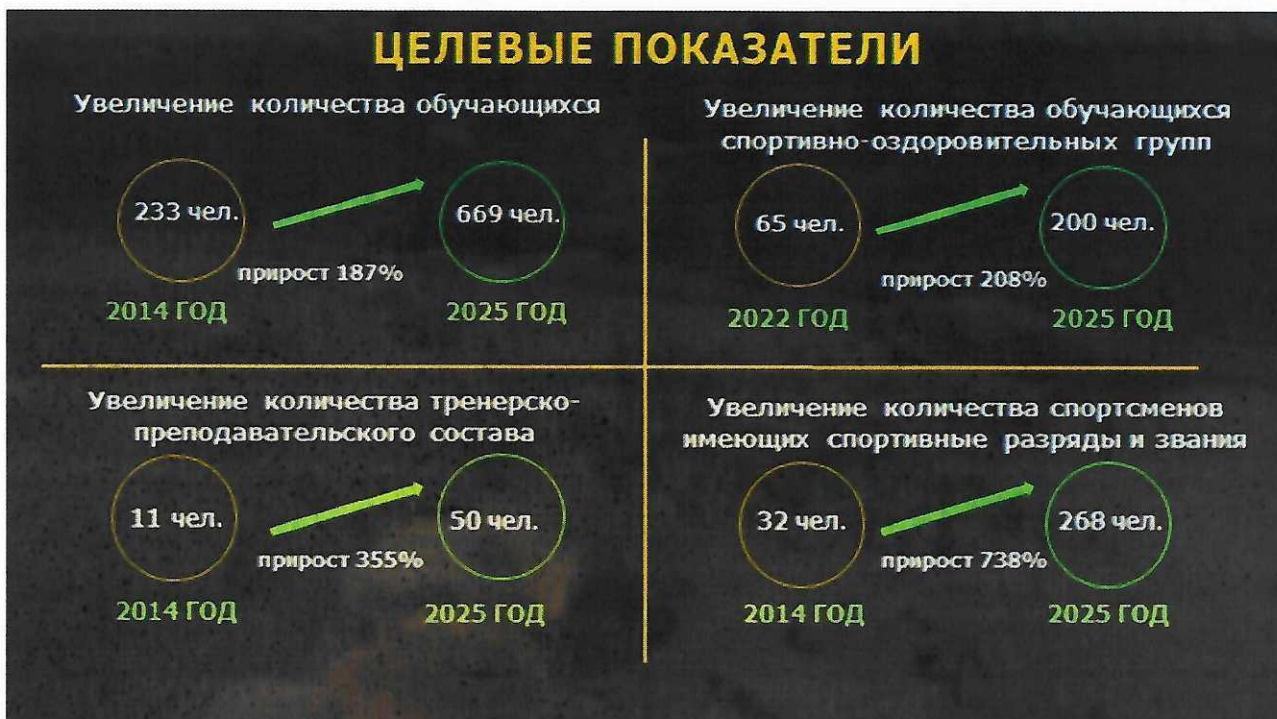 ЦЕЛЕВЫЕ ПОКАЗАТЕЛИ
Увеличение количества обучающихся
233 чел.
669 чел.
прирост 187%
2014 ГОД
2025 ГОД
Увеличение количества обучающихся
спортивно-оздоровительных групп
65 чел.
200 чел.
прирост 208%
2022 ГОД
2025 ГОД
Увеличение количества тренерско-
преподавательского состава
11 чел.
50 чел.
прирост 355%
2014 ГОД
2025 ГОД
Увеличение количества спортсменов
имеющих спортивные разряды и звания
32 чел.
268 чел.
прирост 738%
2014 ГОД
2025 ГОД